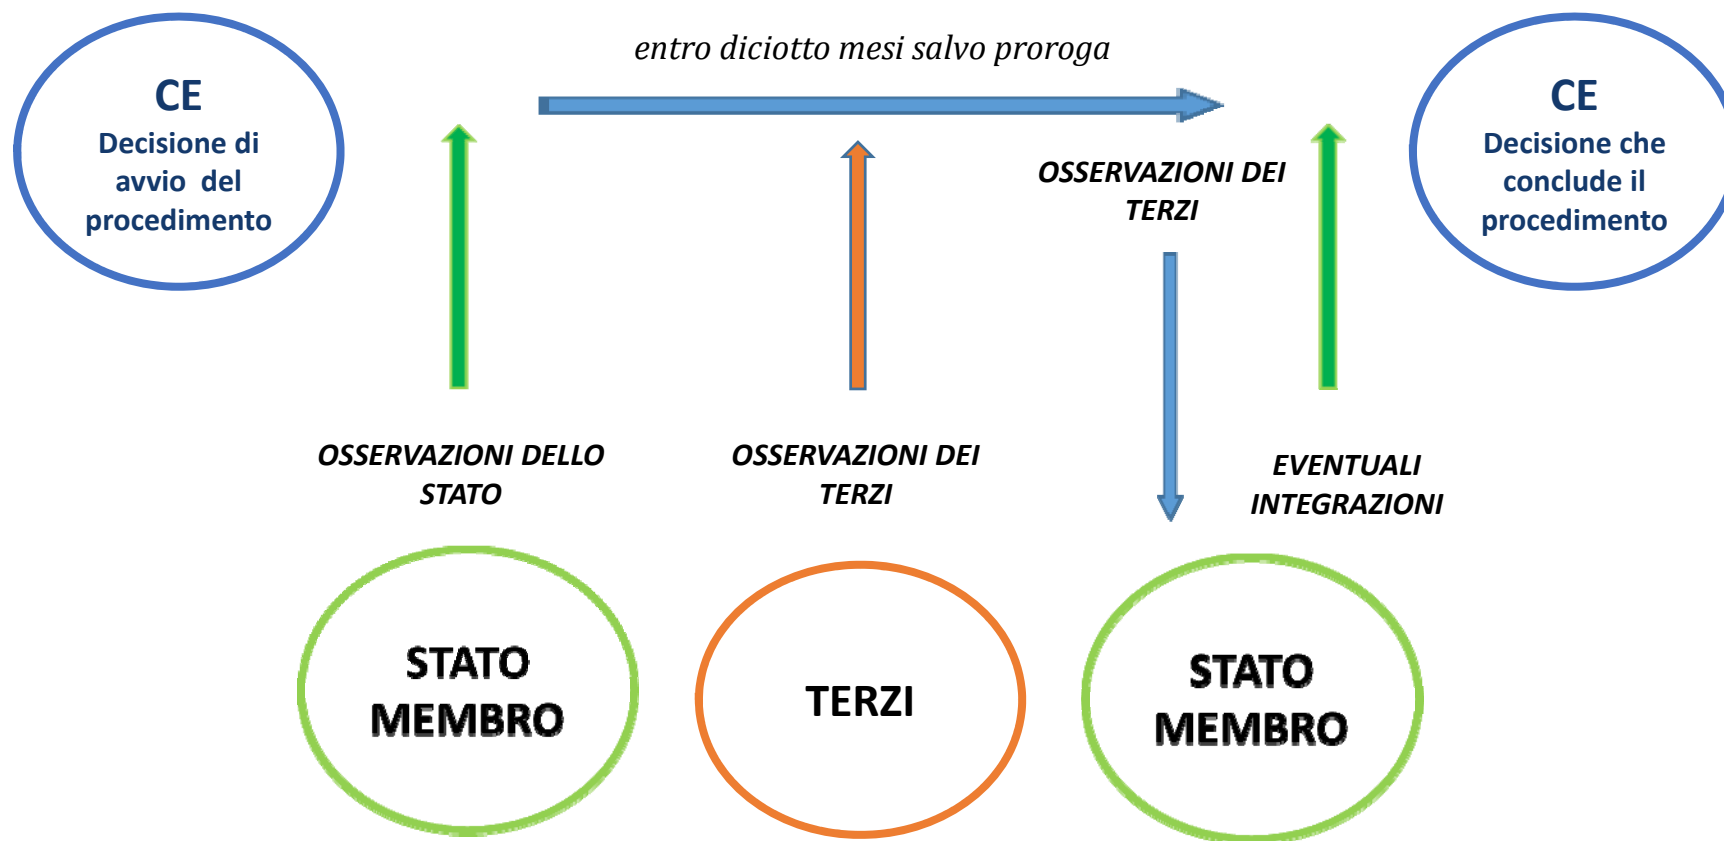 entro diciotto mesi salvo proroga
CE
Decisione di
avvio del
procedimento
CE
Decisione che
conclude il
procedimento
OSSERVAZIONI DEI
TERZI
OSSERVAZIONI DELLO
STATO
OSSERVAZIONI DEI
TERZI
EVENTUALI
INTEGRAZIONI
STATO
MEMBRO
TERZI
STATO
MEMBRO